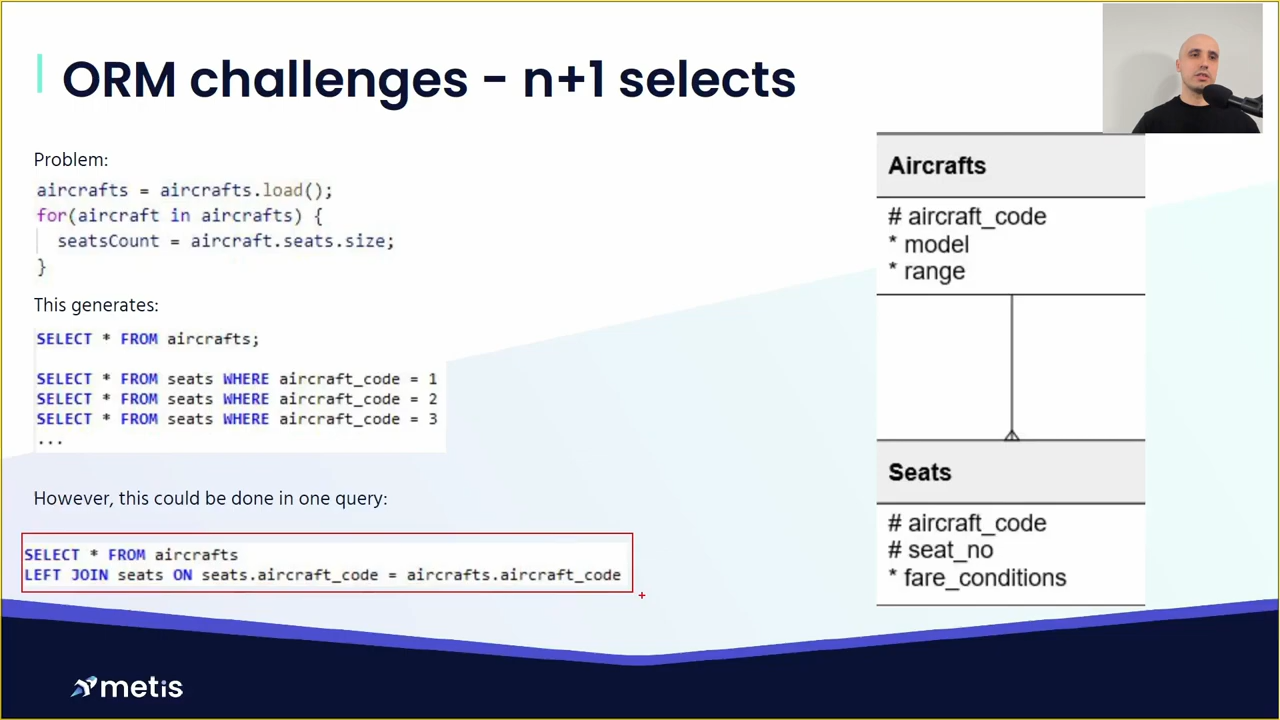 ORM challenges - n+1 selects
Problem:
aircrafts = aircrafts.load();
for(aircraft in aircrafts) {
seatsCount = aircraft.seats.size;
}
This generates:
SELECT * FROM aircrafts;
SELECT * FROM seats WHERE aircraft_code = 1
SELECT * FROM seats WHERE aircraft_code = 2
SELECT * FROM seats WHERE aircraft_code = 3
...
However, this could be done in one query:
SELECT * FROM aircrafts
LEFT JOIN seats ON seats.aircraft_code = aircrafts.aircraft_code
Aircrafts
# aircraft_code
* model
* range
Seats
# aircraft_code
# seat_no
* fare_conditions
metis